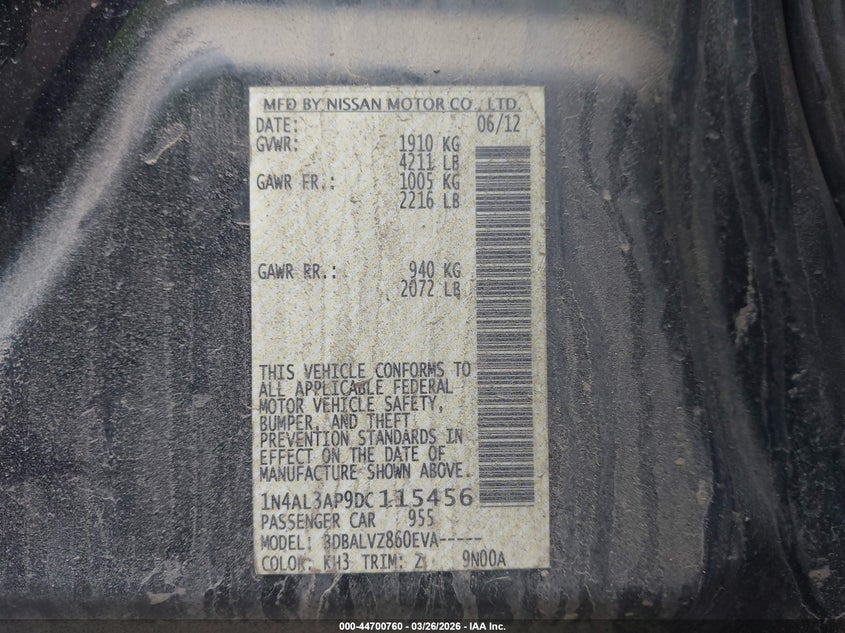 MFD BY NISSAN MOTOR CO., LTD.
DATE: 06/12
GVWR: 1910 KG
4211 LB
GAWR FR.: 1005 KG
2216 LB
GAWR RR.: 940 KG
2072 LB
THIS VEHICLE CONFORMS TO
ALL APPLICABLE FEDERAL
MOTOR VEHICLE SAFETY,
BUMPER, AND THEFT
PREVENTION STANDARDS IN
EFFECT ON THE DATE OF
MANUFACTURE SHOWN ABOVE.
1N4AL3AP9DC115456
PASSENGER CAR 955
MODEL: BDBALVZ860EVA-----
COLOR: KH3 TRIM: Z 9N00A
000-44700760 - 03/26/2026 - IAA Inc.